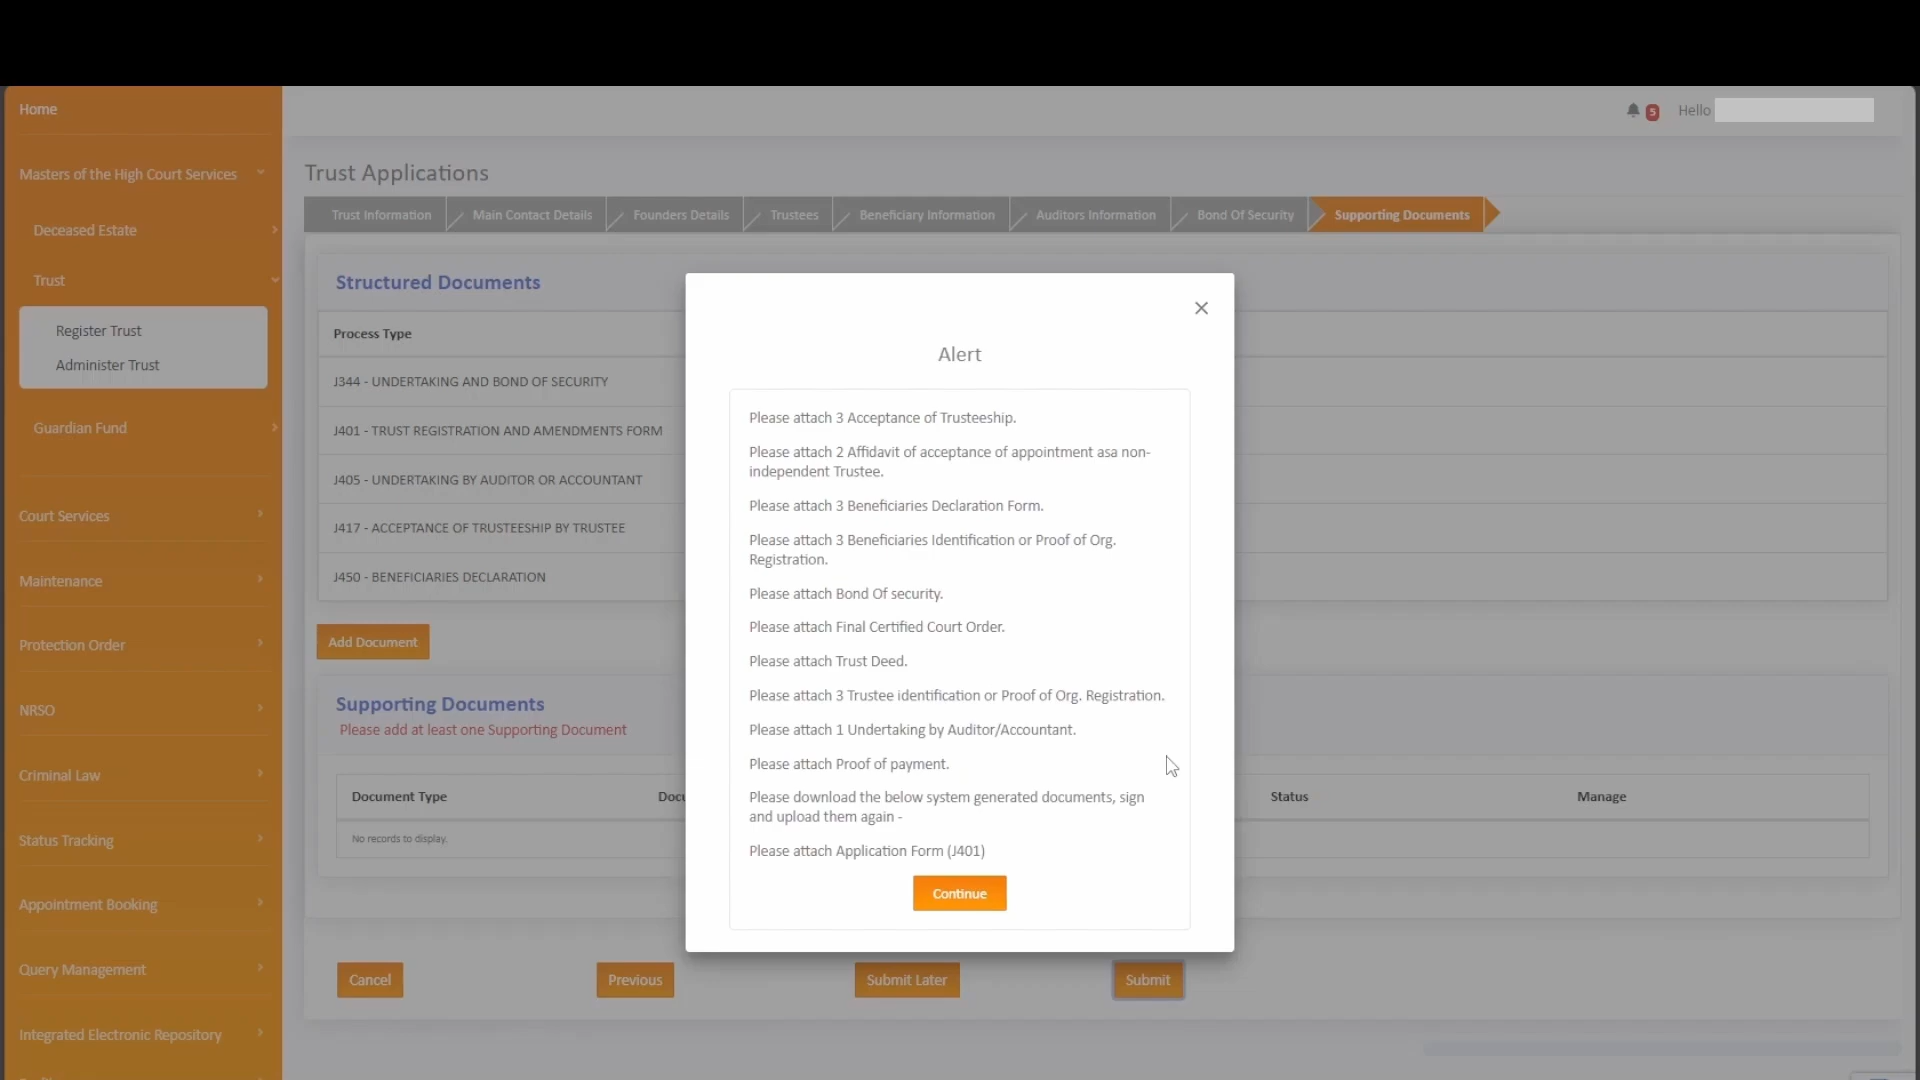 Home
5
Hello
Masters of the High Court Services
Trust Applications
Trust Information
Main Contact Details
Founders Details
Trustees
Beneficiary Information
Auditors Information
Bond Of Security
Supporting Documents
Deceased Estate
Trust
Register Trust
Administer Trust
Guardian Fund
Court Services
Maintenance
Protection Order
NRSO
Criminal Law
Status Tracking
Appointment Booking
Query Management
Integrated Electronic Repository
Structured Documents
Process Type
J344 - UNDERTAKING AND BOND OF SECURITY
J401 - TRUST REGISTRATION AND AMENDMENTS FORM
J405 - UNDERTAKING BY AUDITOR OR ACCOUNTANT
J417 - ACCEPTANCE OF TRUSTEESHIP BY TRUSTEE
J450 - BENEFICIARIES DECLARATION
Add Document
Supporting Documents
Please add at least one Supporting Document
Document Type
Status
Manage
No records to display.
Alert
Please attach 3 Acceptance of Trusteeship.
Please attach 2 Affidavit of acceptance of appointment asa non-
independent Trustee.
Please attach 3 Beneficiaries Declaration Form.
Please attach 3 Beneficiaries Identification or Proof of Org.
Registration.
Please attach Bond Of security.
Please attach Final Certified Court Order.
Please attach Trust Deed.
Please attach 3 Trustee identification or Proof of Org. Registration.
Please attach 1 Undertaking by Auditor/Accountant.
Please attach Proof of payment.
Please download the below system generated documents, sign
and upload them again -
Please attach Application Form (J401)
Continue
Cancel
Previous
Submit Later
Submit